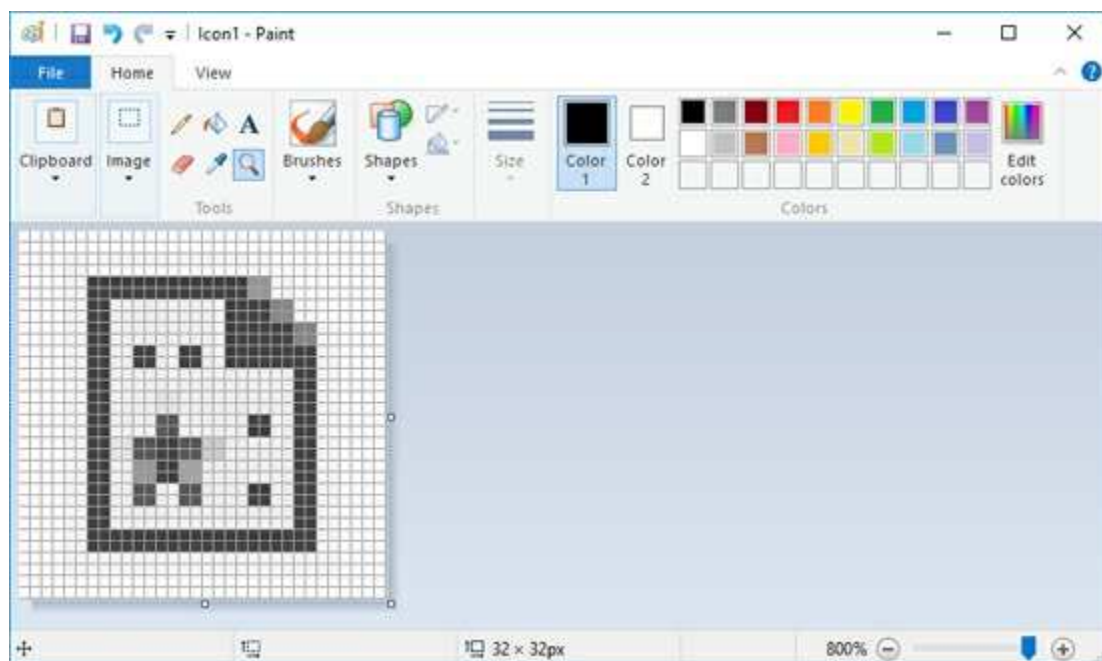 Icon1 - Paint
File Home View
Clipboard Image Brushes Shapes Size Color 1 Color 2 Edit colors
Tools Shapes Colors
32 × 32px 800%